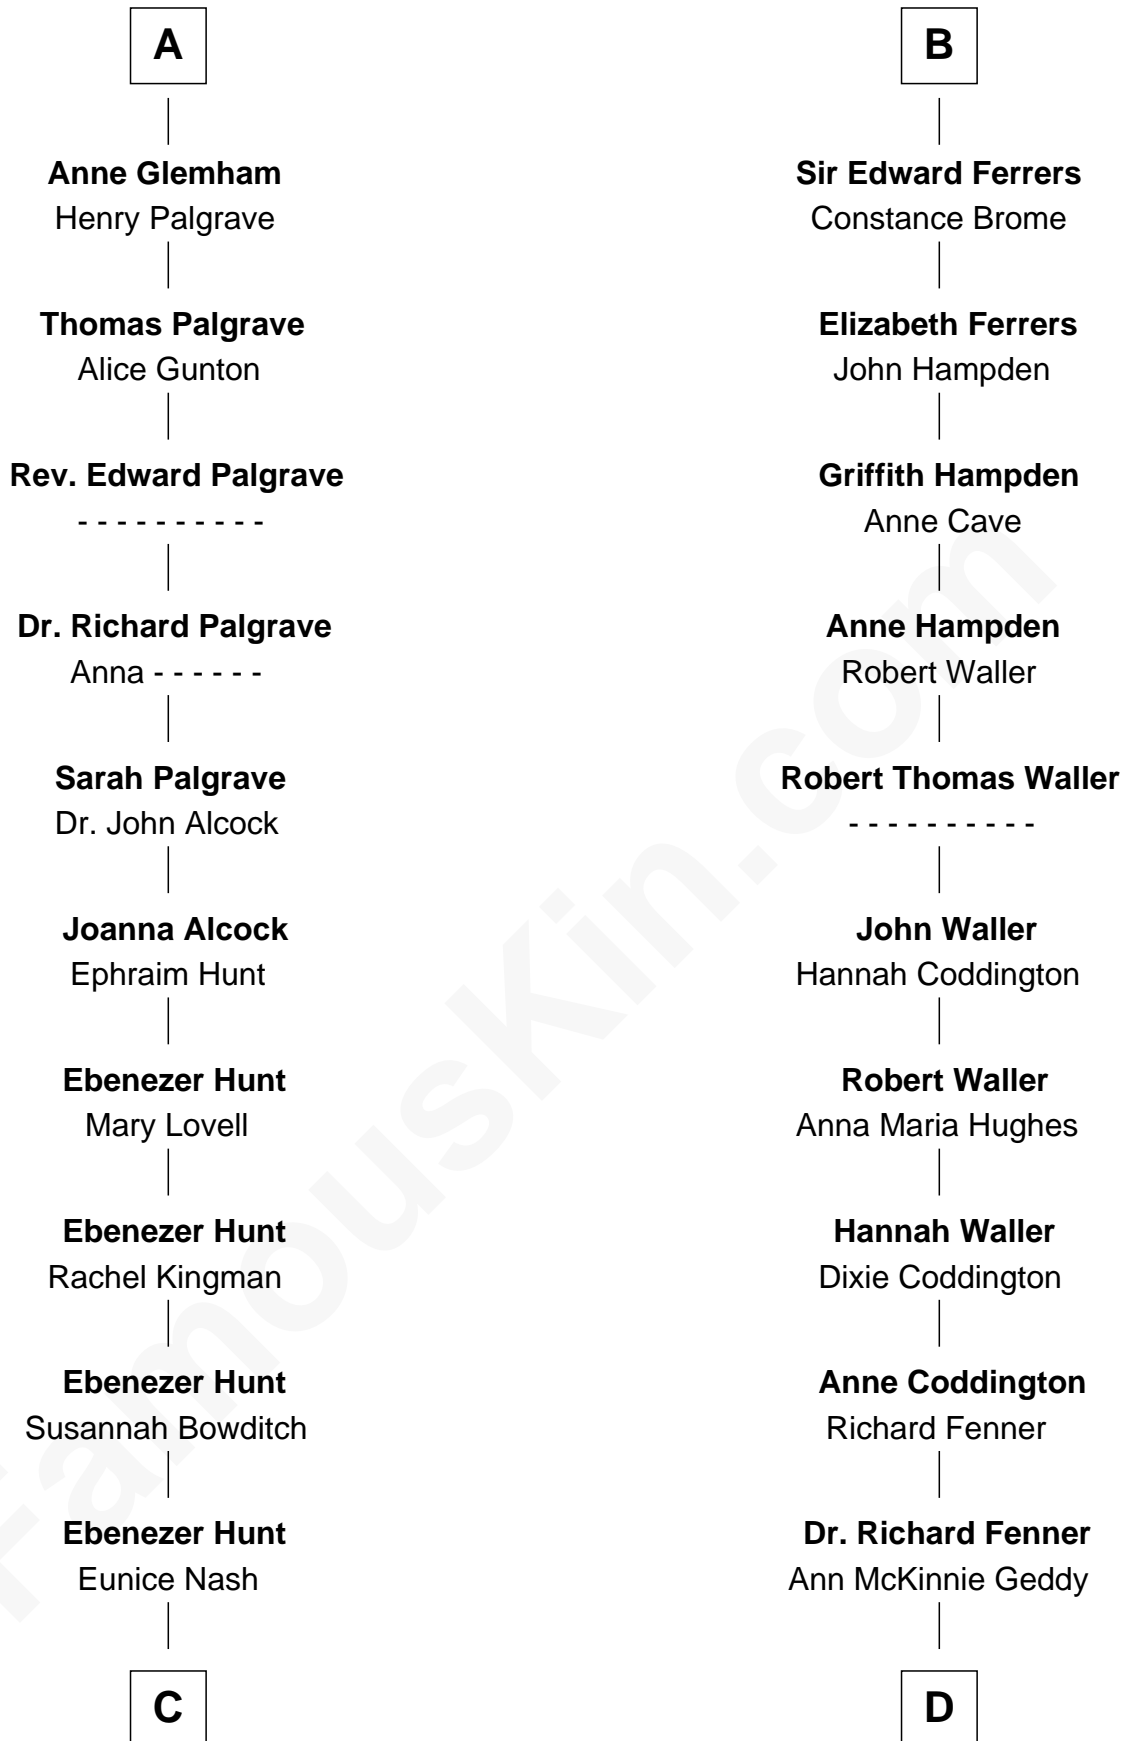 A
Anne Glemham
Henry Palgrave
Thomas Palgrave
Alice Gunton
Rev. Edward Palgrave
- - - - - - - - - -
Dr. Richard Palgrave
Anna - - - - - -
Sarah Palgrave
Dr. John Alcock
Joanna Alcock
Ephraim Hunt
Ebenezer Hunt
Mary Lovell
Ebenezer Hunt
Rachel Kingman
Ebenezer Hunt
Susannah Bowditch
Ebenezer Hunt
Eunice Nash
C
B
Sir Edward Ferrers
Constance Brome
Elizabeth Ferrers
John Hampden
Griffith Hampden
Anne Cave
Anne Hampden
Robert Waller
Robert Thomas Waller
- - - - - - - - - -
John Waller
Hannah Coddington
Robert Waller
Anna Maria Hughes
Hannah Waller
Dixie Coddington
Anne Coddington
Richard Fenner
Dr. Richard Fenner
Ann McKinnie Geddy
D
FamousKin.com